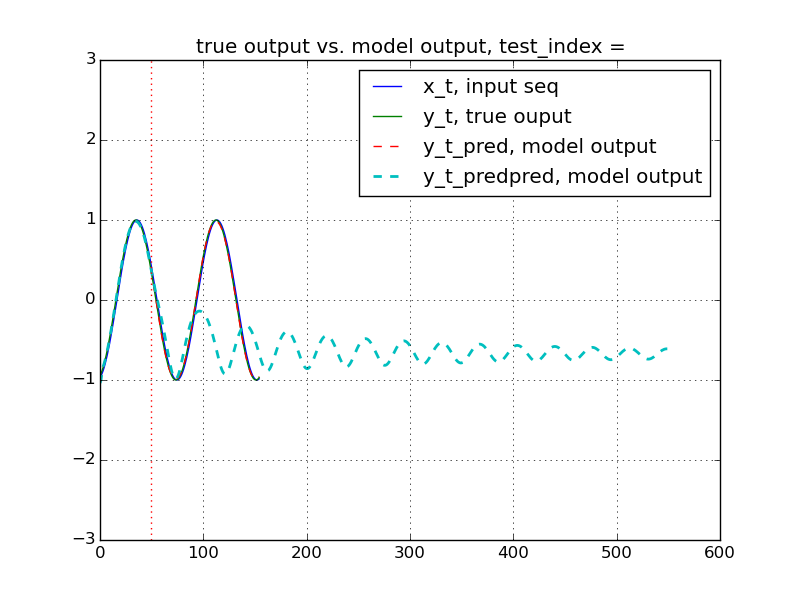 true output vs. model output, test_index =
x_t, input seq
y_t, true ouput
y_t_pred, model output
y_t_predpred, model output
3
2
1
0
−1
−2
−3
0 100 200 300 400 500 600